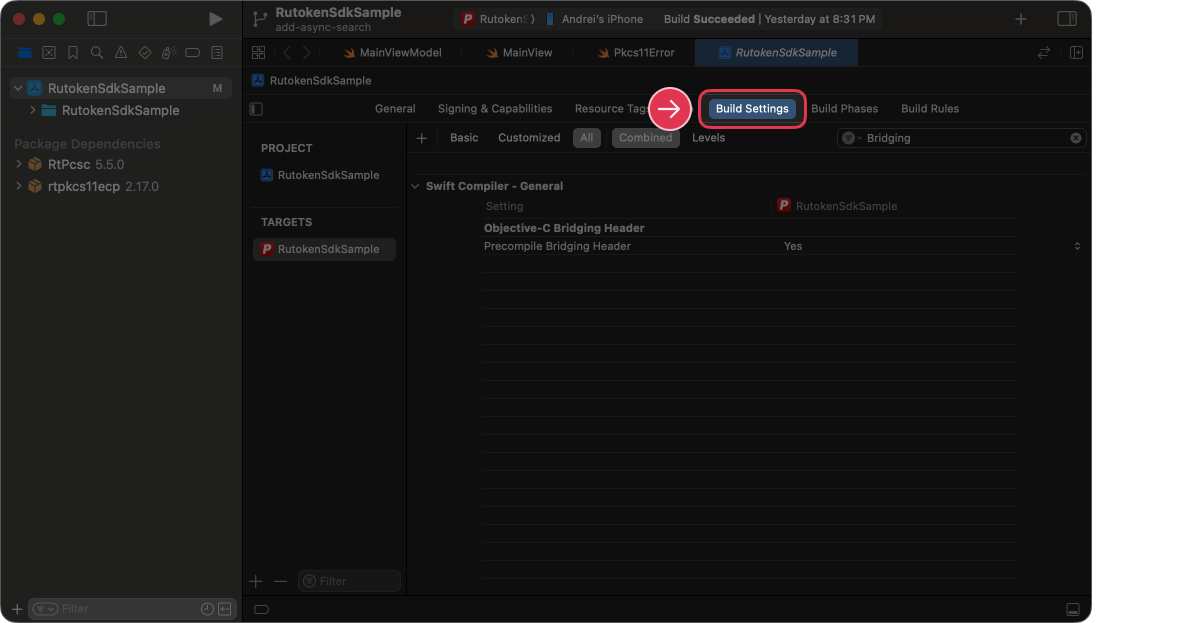 RutokenSdkSample
add-async-search
RutokenS
Andrei's iPhone
Build Succeeded | Yesterday at 8:31 PM
MainViewModel
MainView
Pkcs11Error
RutokenSdkSample
RutokenSdkSample M
RutokenSdkSample
Package Dependencies
RtPcsc 5.5.0
rtpkcs11ecp 2.17.0
Filter
RutokenSdkSample
General
Signing & Capabilities
Resource Tags
Build Settings
Build Phases
Build Rules
PROJECT
RutokenSdkSample
TARGETS
P RutokenSdkSample
Filter
Basic
Customized
All
Combined
Levels
Bridging
Swift Compiler - General
Setting
P RutokenSdkSample
Objective-C Bridging Header
Precompile Bridging Header Yes